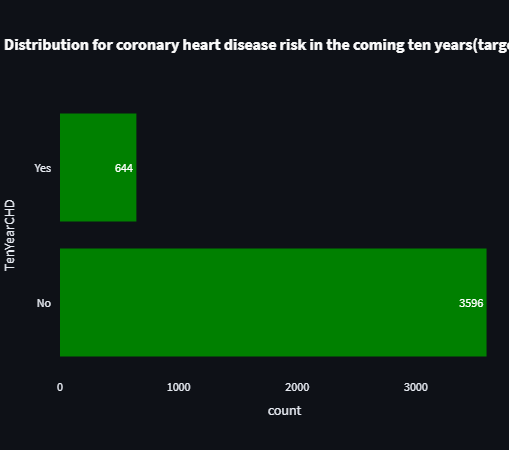 Distribution for coronary heart disease risk in the coming ten years(targe
Yes
644
TenYearCHD
No
3596
0 1000 2000 3000
count